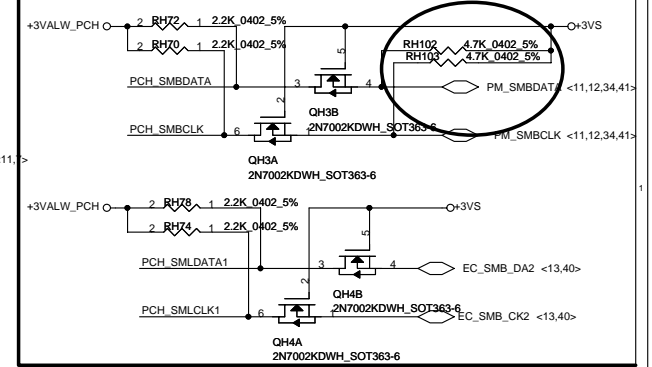 +3VALW_PCH 2 RH72 1 2.2K_0402_5% +3VS
2 RH70 1 2.2K_0402_5% RH102 4.7K_0402_5%
RH103 4.7K_0402_5%
5
PCH_SMBDATA 3 4 PM_SMBDATA <11,12,34,41>
2
QH3B
2N7002KDWH_SOT363-6
PCH_SMBCLK 6 1 PM_SMBCLK <11,12,34,41>
QH3A
2N7002KDWH_SOT363-6
1
+3VALW_PCH 2 RH78 1 2.2K_0402_5% +3VS
2 RH74 1 2.2K_0402_5%
5
PCH_SMLDATA1 3 4 EC_SMB_DA2 <13,40>
2
QH4B
2N7002KDWH_SOT363-6
PCH_SMLCLK1 6 1 EC_SMB_CK2 <13,40>
QH4A
2N7002KDWH_SOT363-6